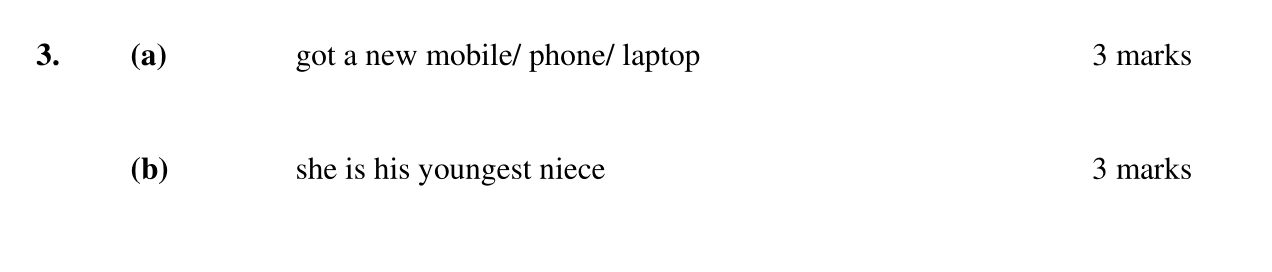 3. (a) got a new mobile/ phone/ laptop 3 marks
(b) she is his youngest niece 3 marks